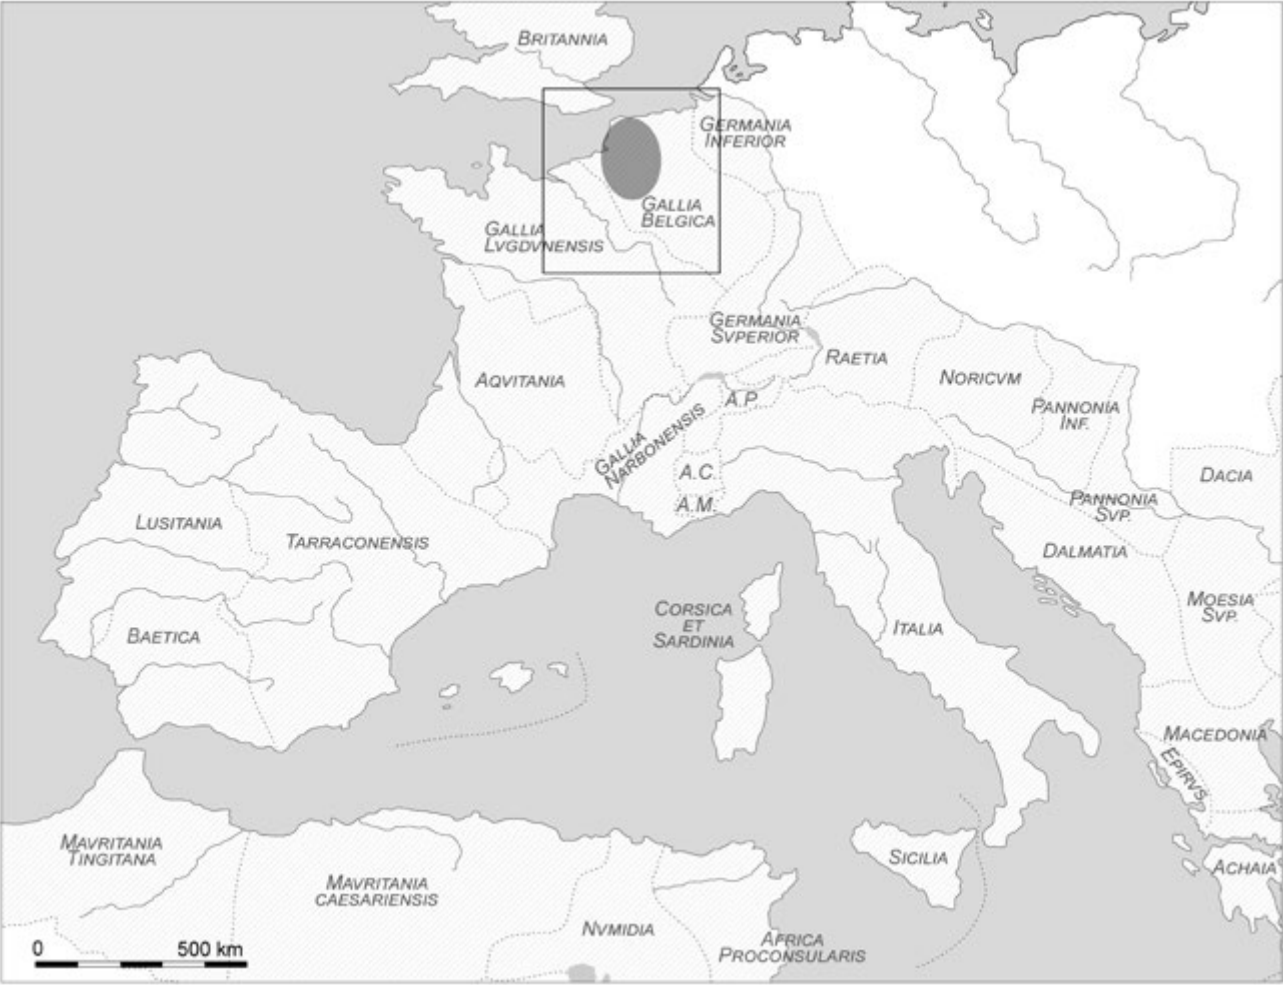 BRITANNIA
GERMANIA
INFERIOR
GALLIA
BELGICA
GALLIA
LVGDVNENSIS
GERMANIA
SVPERIOR
RAETIA
NORICVM
AQVITANIA
A.P.
PANNONIA
INF.
GALLIA
NARBONENSIS
A.C.
A.M.
DACIA
PANNONIA
SVP.
LUSITANIA
TARRACONENSIS
DALMATIA
CORSICA
ET
SARDINIA
MOESIA
SVP.
BAETICA
ITALIA
MACEDONIA
EPIRVS
MAVRITANIA
TINGITANA
SICILIA
ACHAIA
MAVRITANIA
CAESARIENSIS
NVMIDIA
AFRICA
PROCONSULARIS
0 500 km